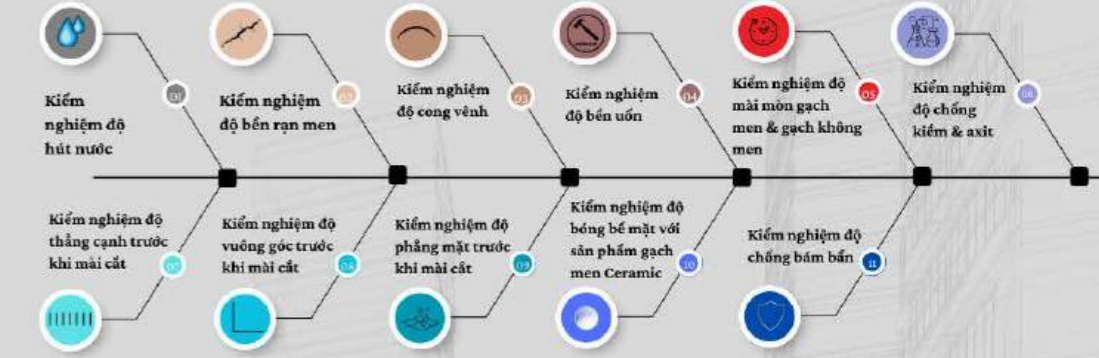 Kiểm
nghiệm độ
hút nước
01
Kiểm nghiệm
độ bền rạn men
02
Kiểm nghiệm
độ cong vênh
03
Kiểm nghiệm
độ bền uốn
04
Kiểm nghiệm độ
mài mòn gạch
men & gạch không
men
05
Kiểm nghiệm
độ chống
kiềm & axit
06
Kiểm nghiệm độ
thẳng cạnh trước
khi mài cắt
07
Kiểm nghiệm độ
vuông góc trước
khi mài cắt
08
Kiểm nghiệm độ
phẳng mặt trước
khi mài cắt
09
Kiểm nghiệm độ
bóng bề mặt với
sản phẩm gạch
men Ceramic
10
Kiểm nghiệm độ
chống bám bẩn
11